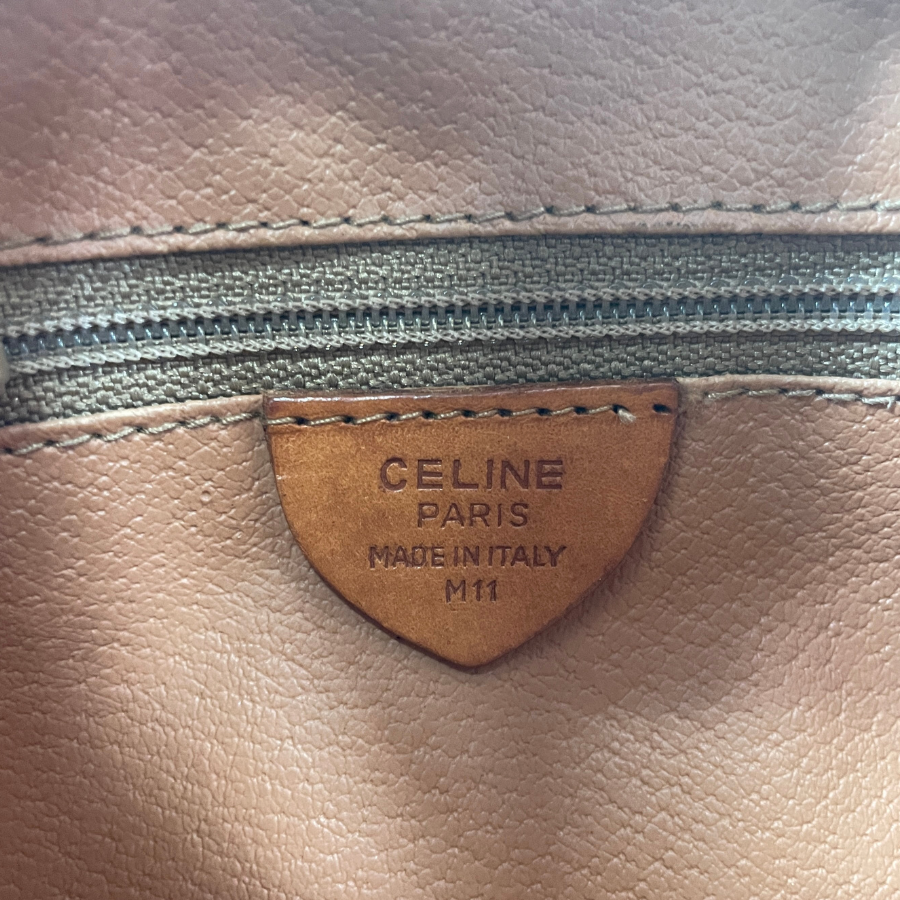 CELINE
PARIS
MADE IN ITALY
M11